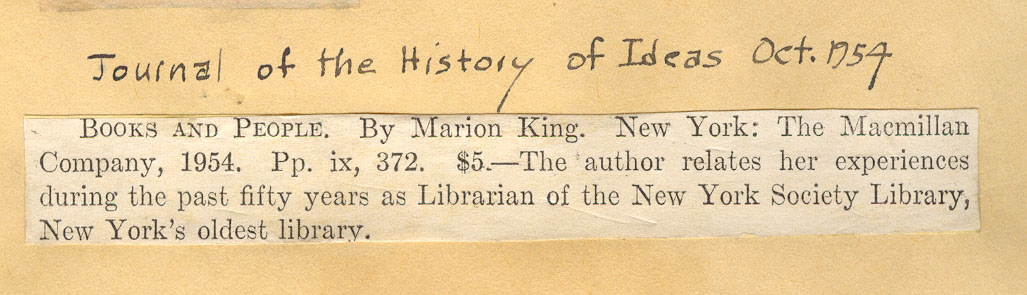 Journal of the History of Ideas Oct. 1954
BOOKS AND PEOPLE. By Marion King. New York: The Macmillan
Company, 1954. Pp. ix, 372. $5.—The author relates her experiences
during the past fifty years as Librarian of the New York Society Library,
New York's oldest library.